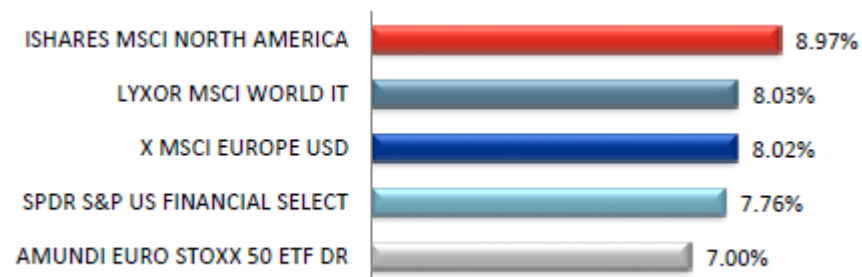 ISHARES MSCI NORTH AMERICA 8.97%
LYXOR MSCI WORLD IT 8.03%
X MSCI EUROPE USD 8.02%
SPDR S&P US FINANCIAL SELECT 7.76%
AMUNDI EURO STOXX 50 ETF DR 7.00%